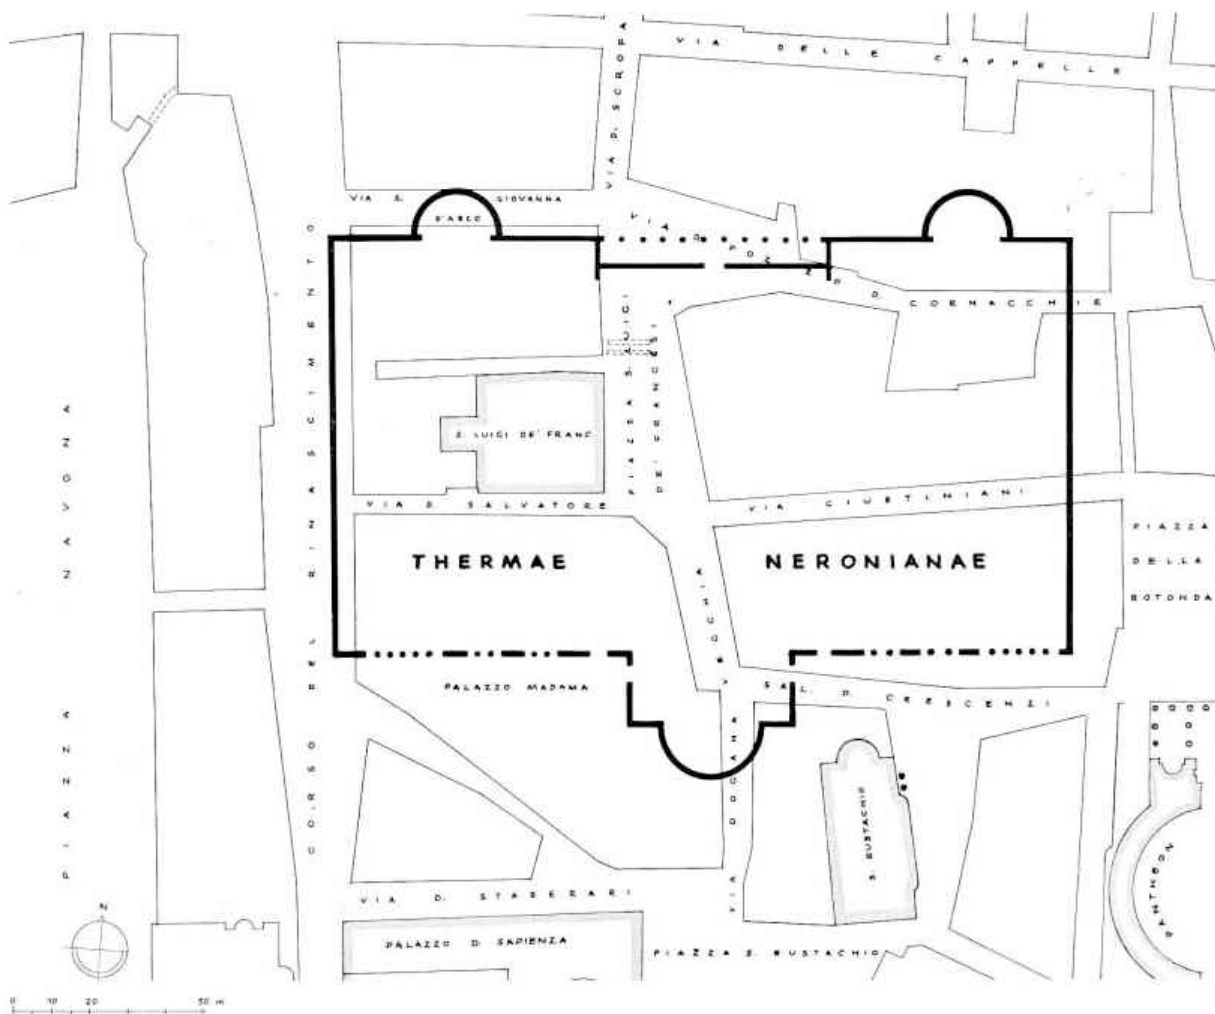 VIA DELLE CAPPELLE
VIA D. SCROFA
VIA S. GIOVANNA
D'ARCO
VIA D. POZZO D. CORNACCHIE
CORSO DEL RINASCIMENTO
PIAZZA S. LUIGI
DEI FRANCESI
S. LUIGI DE' FRANC.
PIAZZA NAVONA
VIA D. SALVATORE
VIA GIUSTINIANI
THERMAE NERONIANAE
PIAZZA
DELLA
ROTONDA
PALAZZO MADAMA
SAL. D. CRESCENZI
VIA DOGANA VECCHIA
S. EUSTACHIO
PANTHEON
VIA D. STADERARI
PALAZZO D. SAPIENZA
PIAZZA S. EUSTACHIO
N
0 10 20 50 m